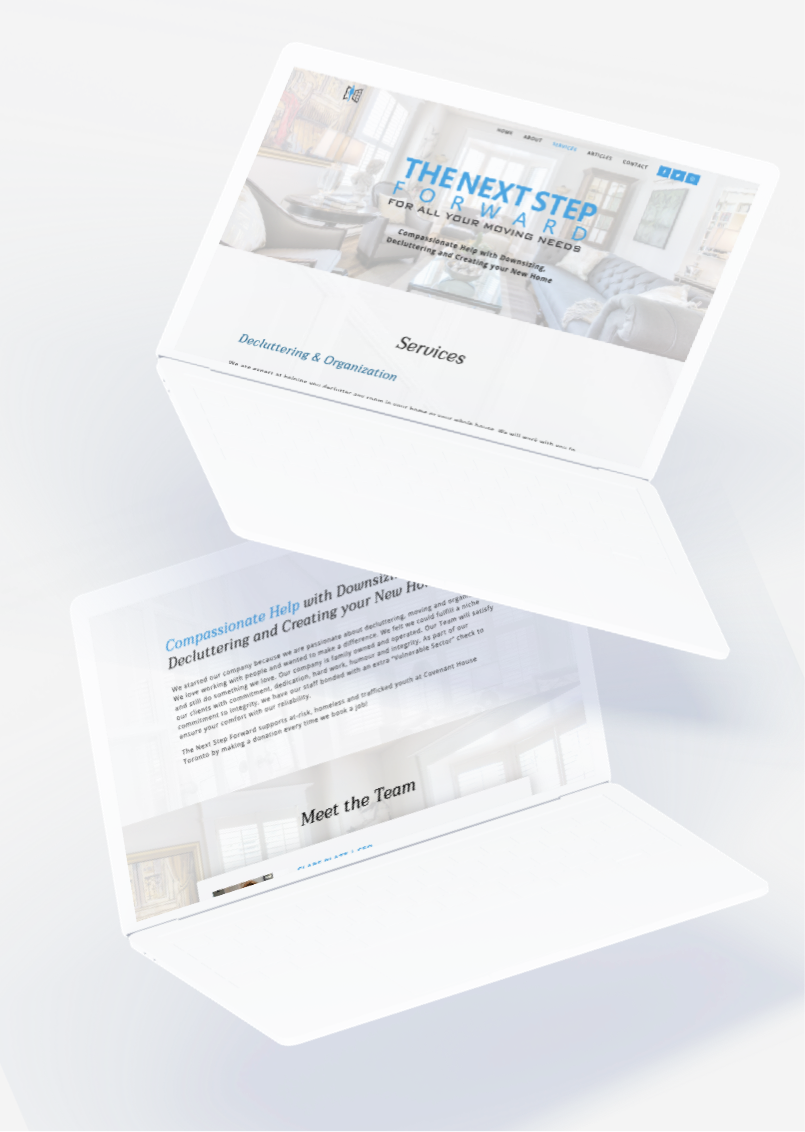 HOME ABOUT SERVICES ARTICLES CONTACT
THE NEXT STEP
FORWARD
FOR ALL YOUR MOVING NEEDS
Compassionate Help with Downsizing,
Decluttering and Creating your New Home
Services
Decluttering & Organization
We are expert at helping you declutter per room in your home or your whole house. We will work with you to
Compassionate Help with Downsizi
Decluttering and Creating your New Ho
We started our company because we are passionate about decluttering, moving and organ
We love working with people and wanted to make a difference. We felt we could fulfill a niche
and still do something we love. Our company is family owned and operated. Our Team will satisfy
our clients with commitment, dedication, hard work, humour and integrity. As part of our
commitment to integrity, we have our staff bonded with an extra "Vulnerable Sector" check to
ensure your comfort with our reliability.
The Next Step Forward supports at-risk, homeless and trafficked youth at Covenant House
Toronto by making a donation every time we book a job!
Meet the Team